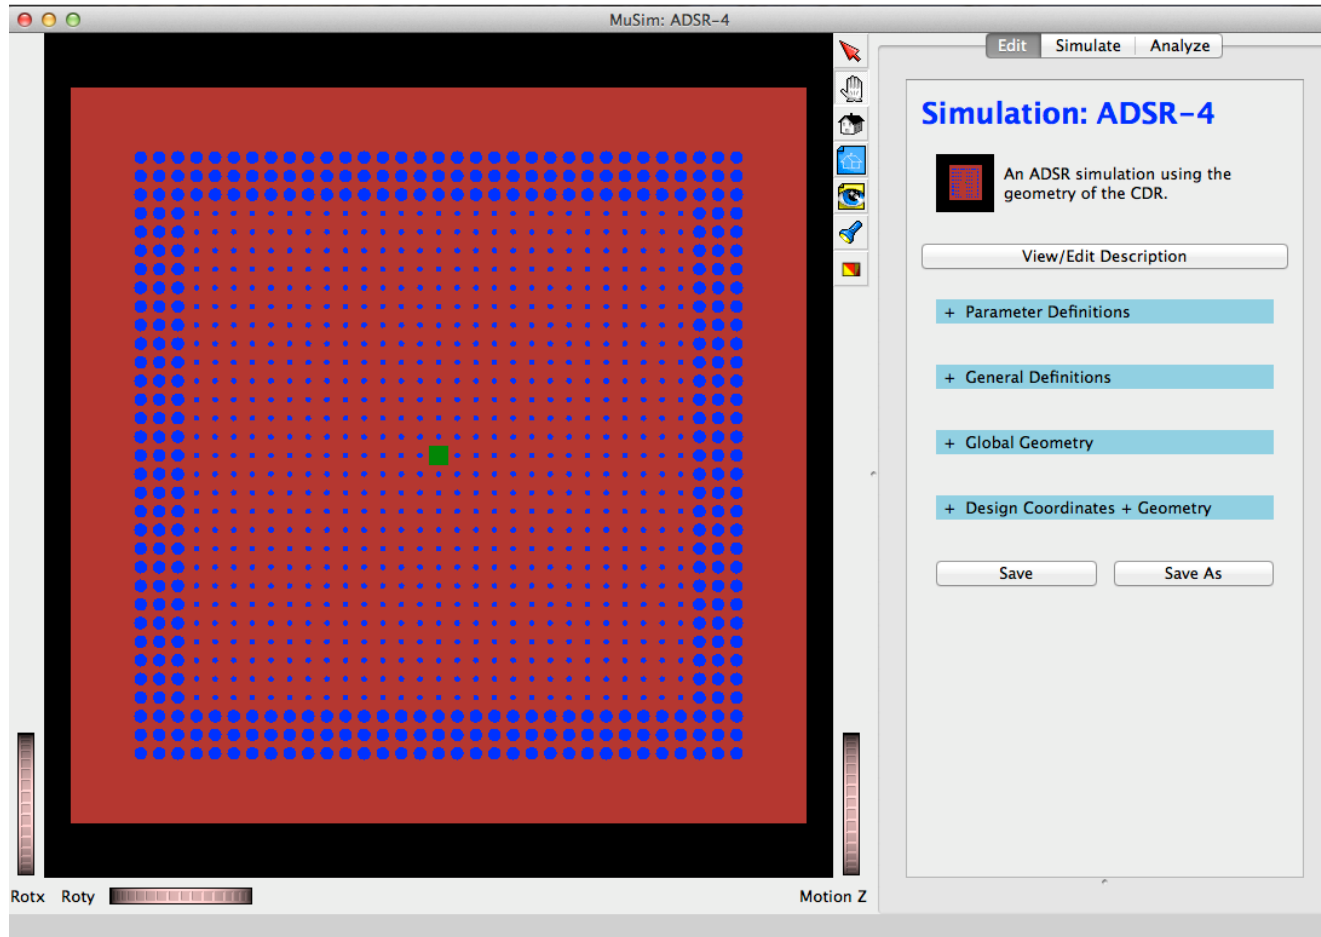 MuSim: ADSR-4
Edit Simulate Analyze
Simulation: ADSR-4
An ADSR simulation using the
geometry of the CDR.
View/Edit Description
+ Parameter Definitions
+ General Definitions
+ Global Geometry
+ Design Coordinates + Geometry
Save Save As
Rotx Roty Motion Z